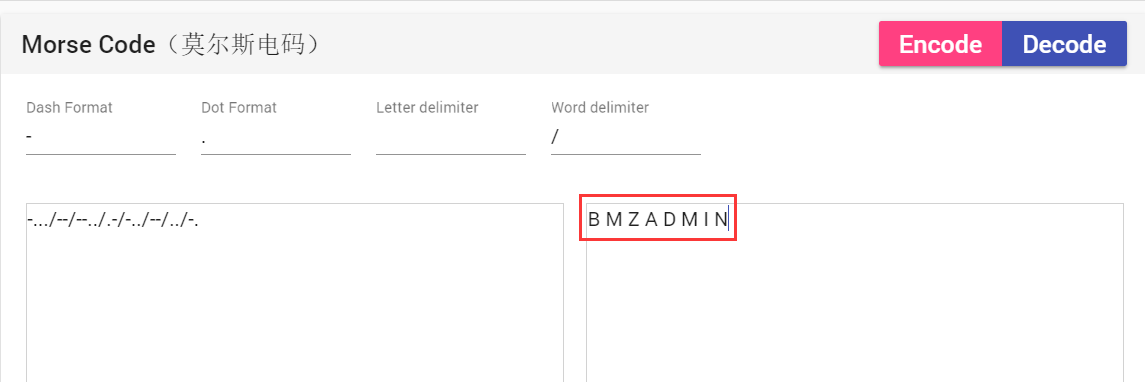 Morse Code（莫尔斯电码）
Encode Decode
Dash Format Dot Format Letter delimiter Word delimiter
- . /
-.../--/--../.-/-../--/../-. B M Z A D M I N